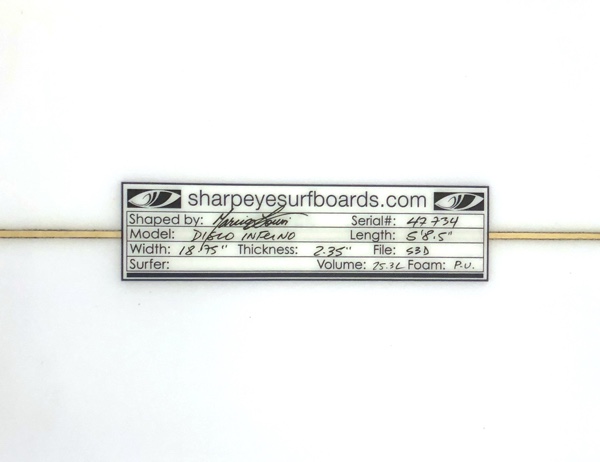 sharpeyesurfboards.com
Shaped by: Serial#: 47734
Model: DIEGO INFERNO Length: 5'8.5"
Width: 18.75" Thickness: 2.35" File: S3D
Surfer: Volume: 25.3L Foam: P.U.